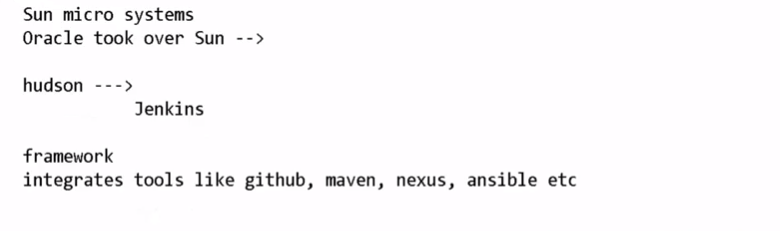 Sun micro systems
Oracle took over Sun -->
hudson --->
Jenkins
framework
integrates tools like github, maven, nexus, ansible etc